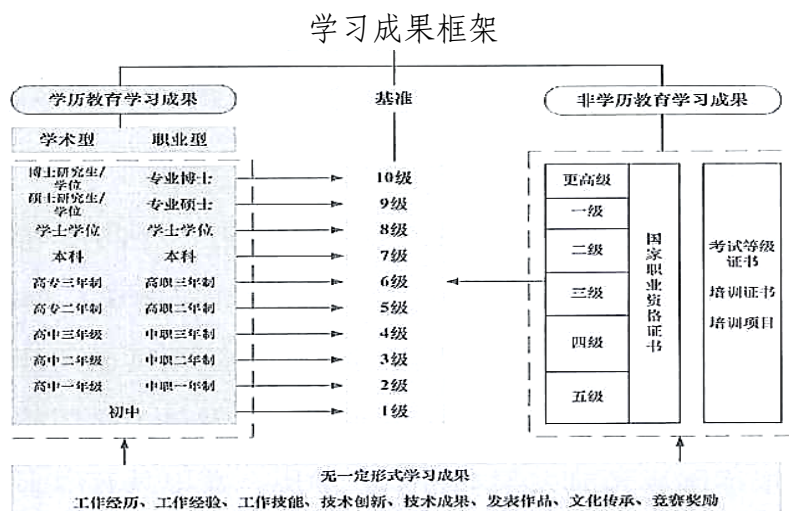 学习成果框架
学历教育学习成果
基准
非学历教育学习成果
学术型
职业型
博士研究生/
学位
专业博士
10级
硕士研究生/
学位
专业硕士
9级
学士学位
学士学位
8级
本科
本科
7级
高专三年制
高职三年制
6级
高专二年制
高职二年制
5级
高中三年级
中职三年制
4级
高中二年级
中职二年制
3级
高中一年级
中职一年制
2级
初中
1级
更高级
一级
二级
三级
四级
五级
国家职业资格证书
考试等级
证书
培训证书
培训项目
无一定形式学习成果
工作经历、工作经验、工作技能、技术创新、技术成果、发表作品、文化传承、竞赛奖励